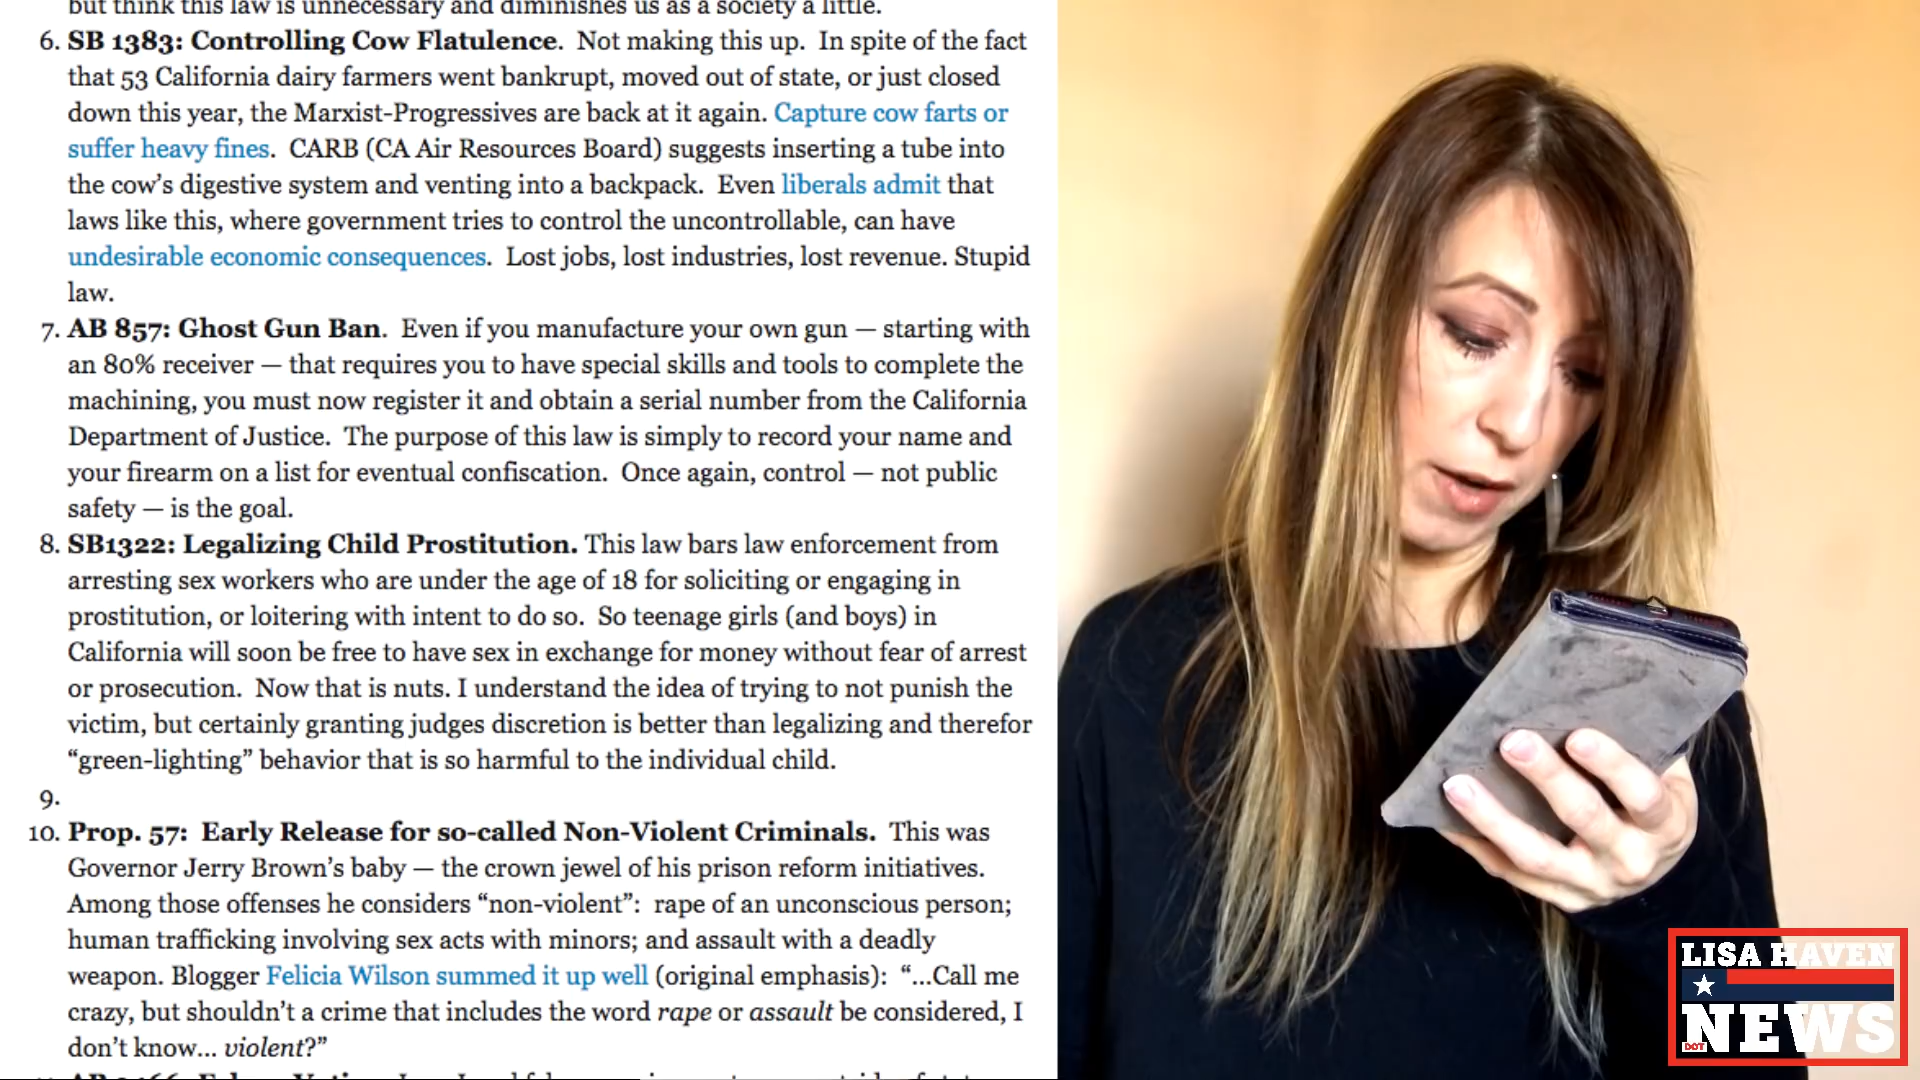 but think this law is unnecessary and diminishes us as a society a little.
6. SB 1383: Controlling Cow Flatulence.  Not making this up.  In spite of the fact
that 53 California dairy farmers went bankrupt, moved out of state, or just closed
down this year, the Marxist-Progressives are back at it again. Capture cow farts or
suffer heavy fines.  CARB (CA Air Resources Board) suggests inserting a tube into
the cow’s digestive system and venting into a backpack.  Even liberals admit that
laws like this, where government tries to control the uncontrollable, can have
undesirable economic consequences.  Lost jobs, lost industries, lost revenue. Stupid
law.
7. AB 857: Ghost Gun Ban.  Even if you manufacture your own gun — starting with
an 80% receiver — that requires you to have special skills and tools to complete the
machining, you must now register it and obtain a serial number from the California
Department of Justice.  The purpose of this law is simply to record your name and
your firearm on a list for eventual confiscation.  Once again, control — not public
safety — is the goal.
8. SB1322: Legalizing Child Prostitution. This law bars law enforcement from
arresting sex workers who are under the age of 18 for soliciting or engaging in
prostitution, or loitering with intent to do so.  So teenage girls (and boys) in
California will soon be free to have sex in exchange for money without fear of arrest
or prosecution.  Now that is nuts. I understand the idea of trying to not punish the
victim, but certainly granting judges discretion is better than legalizing and therefor
“green-lighting” behavior that is so harmful to the individual child.
9.
10. Prop. 57:  Early Release for so-called Non-Violent Criminals.  This was
Governor Jerry Brown’s baby — the crown jewel of his prison reform initiatives.
Among those offenses he considers “non-violent”:  rape of an unconscious person;
human trafficking involving sex acts with minors; and assault with a deadly
weapon. Blogger Felicia Wilson summed it up well (original emphasis):  “...Call me
crazy, but shouldn’t a crime that includes the word rape or assault be considered, I
don’t know... violent?”
LISA HAVEN
DOT NEWS